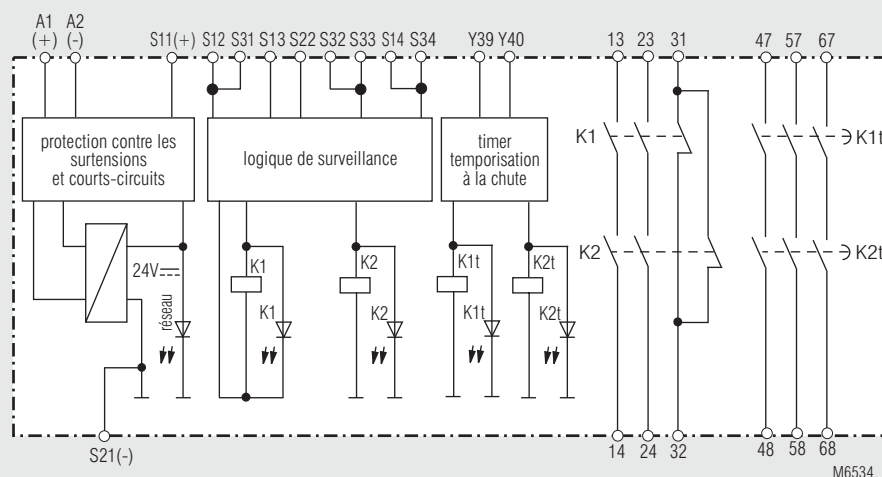 A1 A2
(+) (-) S11(+) S12 S31 S13 S22 S32 S33 S14 S34 Y39 Y40 13 23 31 47 57 67
protection contre les
surtensions
et courts-circuits
logique de surveillance
timer
temporisation
à la chute
K1 K1t
K2 K2t
24V
réseau
K1 K2 K1t K2t
K1 K2 K1t K2t
S21(-) 14 24 32 48 58 68
M6534